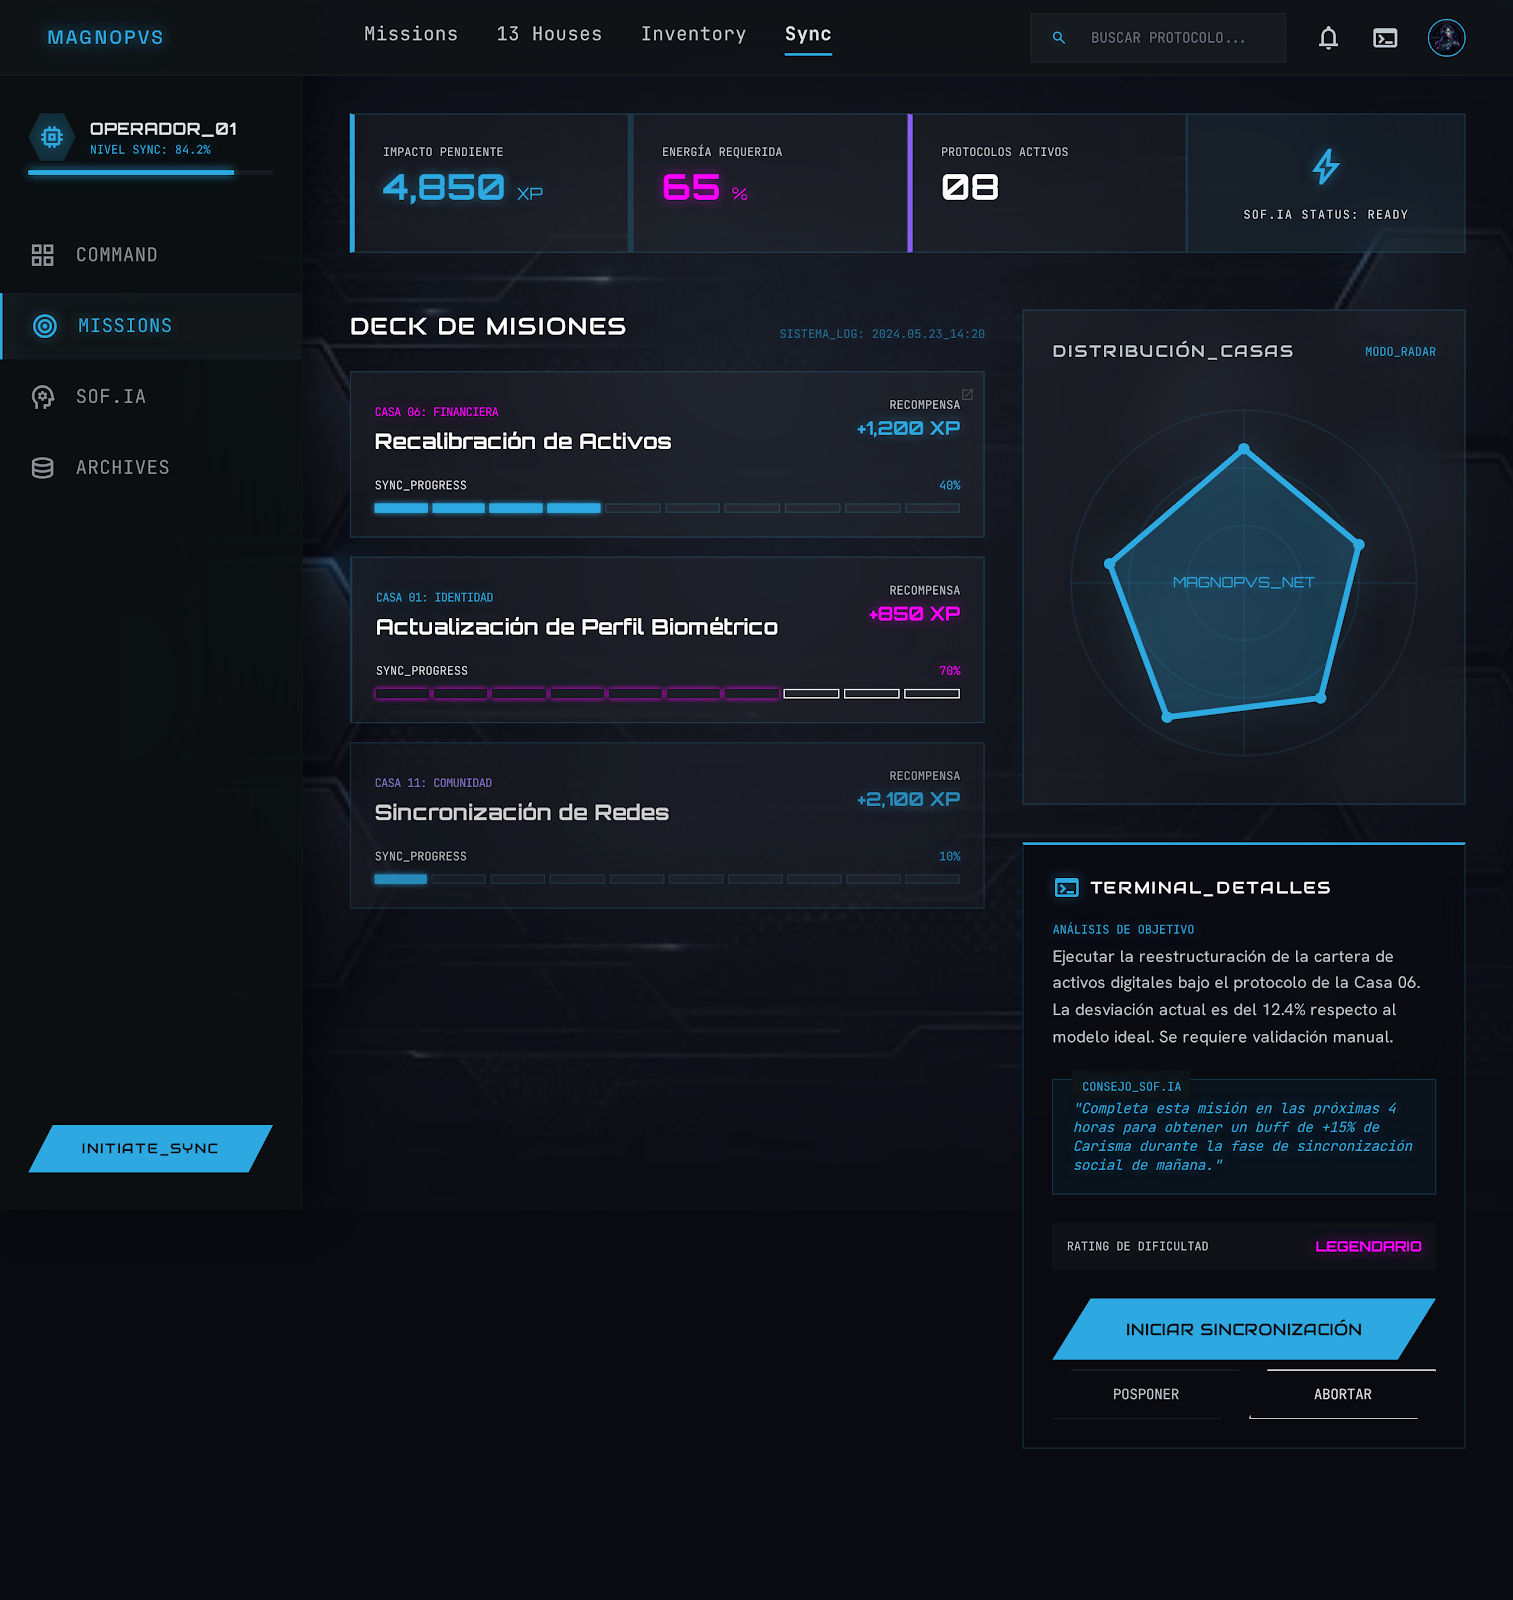 MAGNOPVS
Missions
13 Houses
Inventory
Sync
BUSCAR PROTOCOLO...
OPERADOR_01
NIVEL SYNC: 84.2%
COMMAND
MISSIONS
SOF.IA
ARCHIVES
INITIATE_SYNC
IMPACTO PENDIENTE
4,850 XP
ENERGÍA REQUERIDA
65 %
PROTOCOLOS ACTIVOS
08
SOF.IA STATUS: READY
DECK DE MISIONES
SISTEMA_LOG: 2024.05.23_14:20
CASA 06: FINANCIERA
Recalibración de Activos
RECOMPENSA
+1,200 XP
SYNC_PROGRESS
40%
CASA 01: IDENTIDAD
Actualización de Perfil Biométrico
RECOMPENSA
+850 XP
SYNC_PROGRESS
70%
CASA 11: COMUNIDAD
Sincronización de Redes
RECOMPENSA
+2,100 XP
SYNC_PROGRESS
10%
DISTRIBUCIÓN_CASAS
MODO_RADAR
MAGNOPVS_NET
TERMINAL_DETALLES
ANÁLISIS DE OBJETIVO
Ejecutar la reestructuración de la cartera de
activos digitales bajo el protocolo de la Casa 06.
La desviación actual es del 12.4% respecto al
modelo ideal. Se requiere validación manual.
CONSEJO_SOF.IA
"Completa esta misión en las próximas 4
horas para obtener un buff de +15% de
Carisma durante la fase de sincronización
social de mañana."
RATING DE DIFICULTAD
LEGENDARIO
INICIAR SINCRONIZACIÓN
POSPONER
ABORTAR